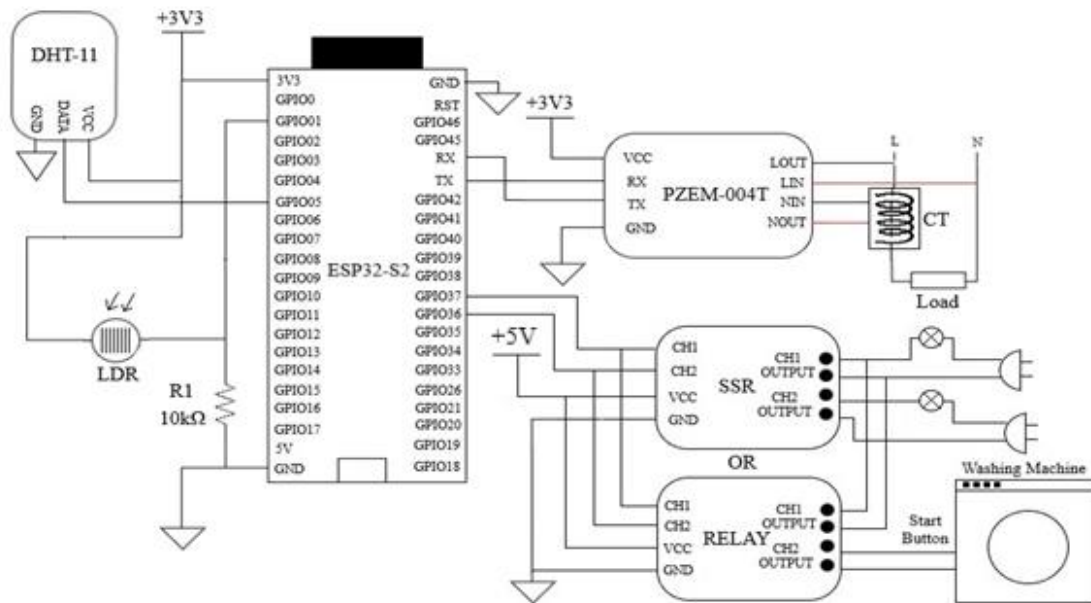 +3V3
DHT-11
GND
DATA
VCC
LDR
R1
10kΩ
3V3
GPIO0
GPIO01
GPIO02
GPIO03
GPIO04
GPIO05
GPIO06
GPIO07
GPIO08
GPIO09
GPIO10
GPIO11
GPIO12
GPIO13
GPIO14
GPIO15
GPIO16
GPIO17
5V
GND
ESP32-S2
GND
RST
GPIO46
GPIO45
RX
TX
GPIO42
GPIO41
GPIO40
GPIO39
GPIO38
GPIO37
GPIO36
GPIO35
GPIO34
GPIO33
GPIO26
GPIO21
GPIO20
GPIO19
GPIO18
+3V3
VCC
RX
TX
GND
PZEM-004T
LOUT
LIN
NIN
NOUT
L
N
CT
Load
+5V
CH1
CH2
VCC
GND
SSR
CH1
OUTPUT
CH2
OUTPUT
OR
CH1
CH2
VCC
GND
RELAY
CH1
OUTPUT
CH2
OUTPUT
Washing Machine
Start
Button